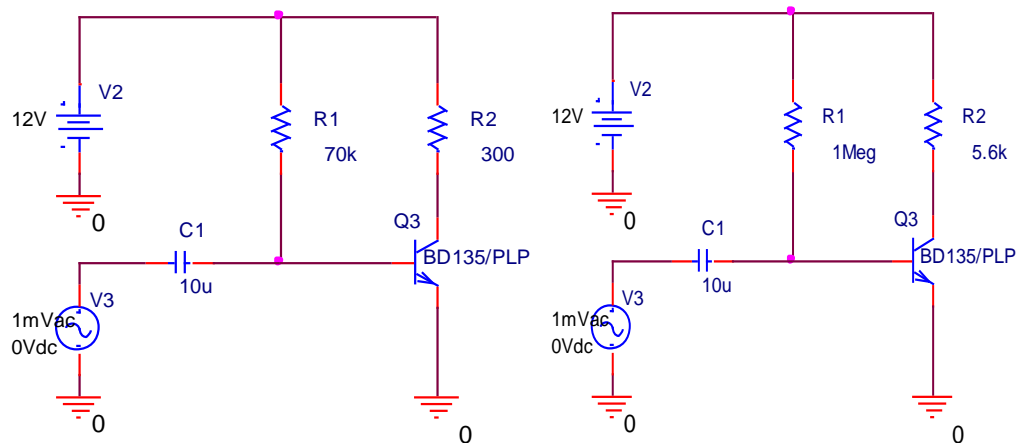 V2
12V
R1
70k
R2
300
0
C1
10u
Q3
BD135/PLP
V3
1mVac
0Vdc
0
0
V2
12V
R1
1Meg
R2
5.6k
0
C1
10u
Q3
BD135/PLP
V3
1mVac
0Vdc
0
0